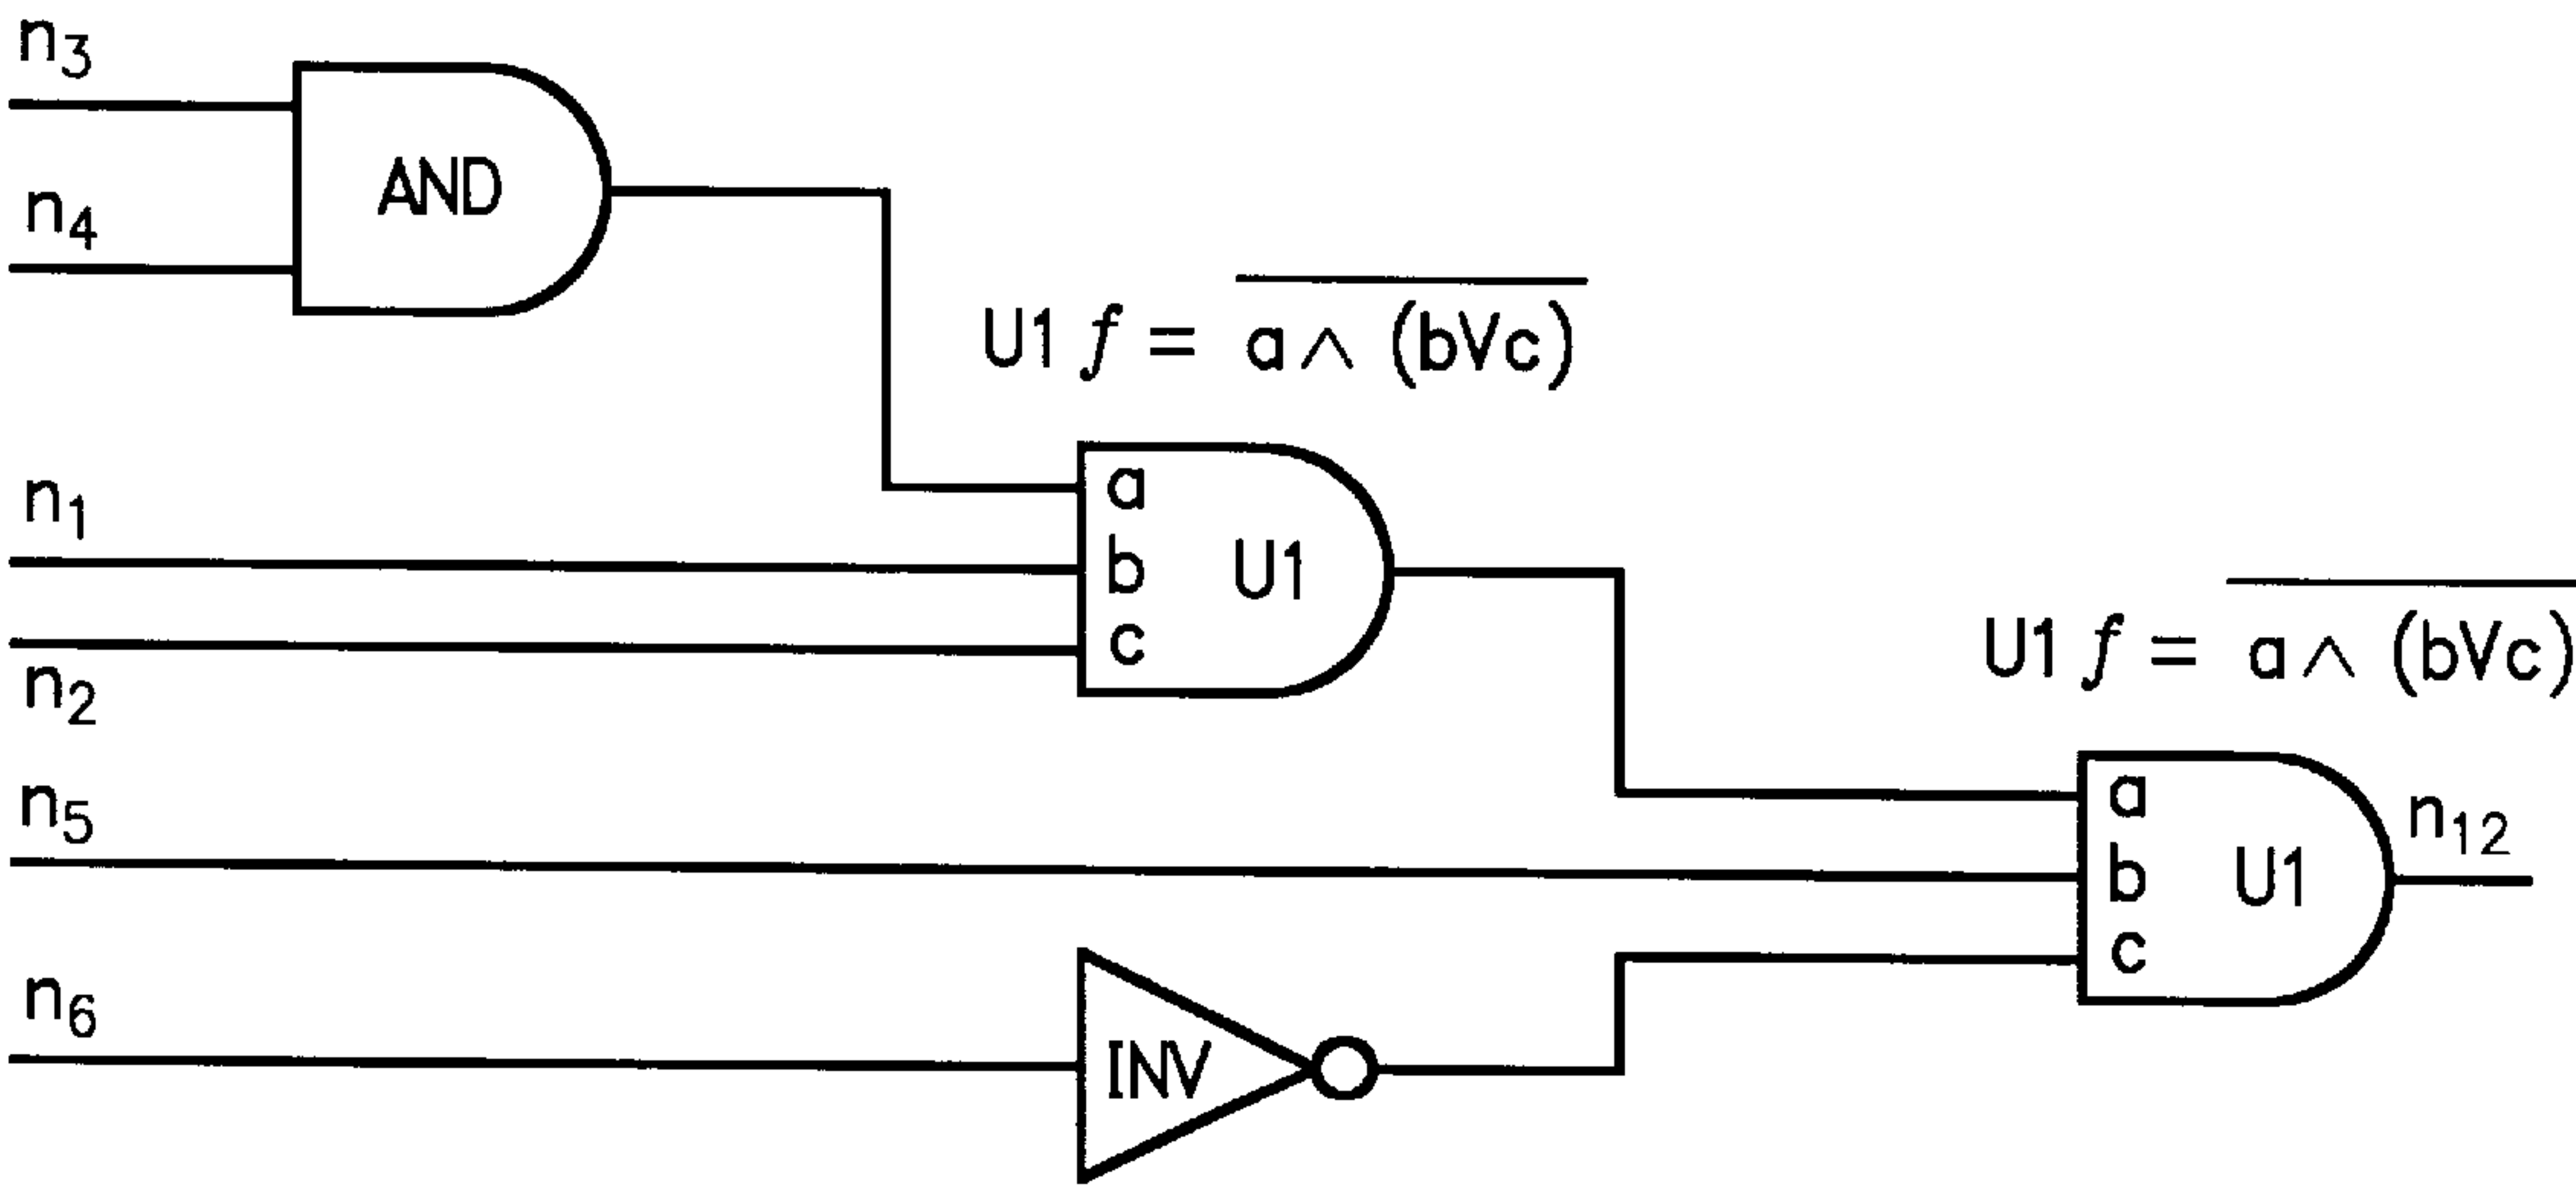 n3
AND
n4
U1 f = a ∧ (bVc)
n1
a
b U1
c
n2
U1 f = a ∧ (bVc)
n5
a
b U1
c
n12
n6
INV